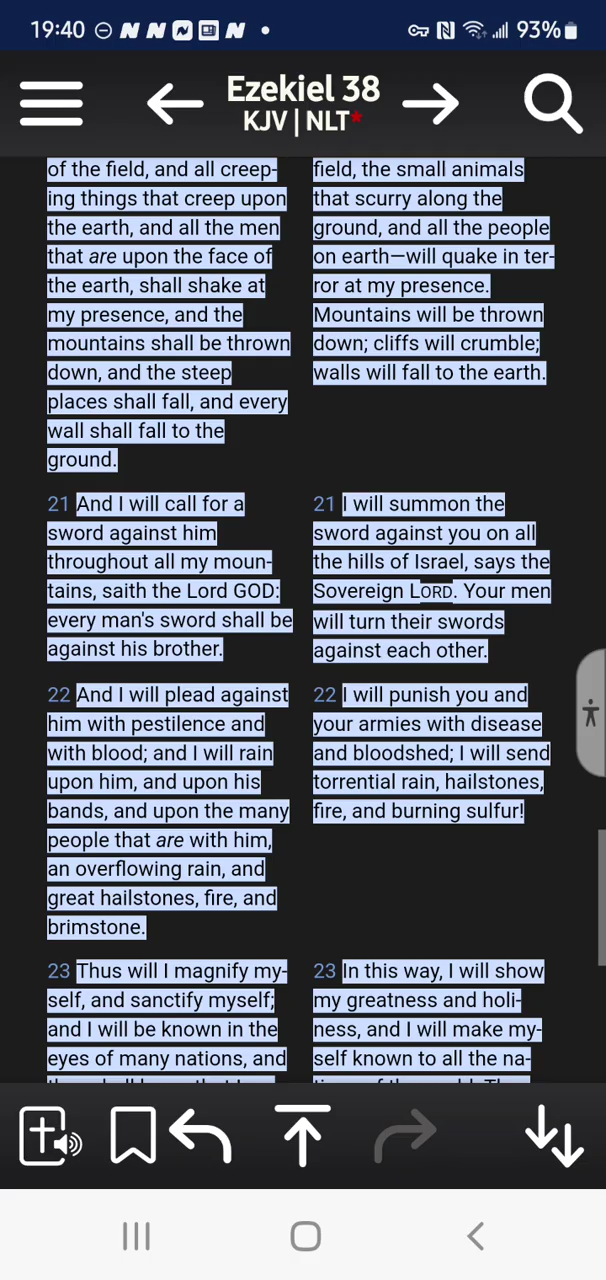 19:40
93%
Ezekiel 38
KJV | NLT*
of the field, and all creep-
ing things that creep upon
the earth, and all the men
that are upon the face of
the earth, shall shake at
my presence, and the
mountains shall be thrown
down, and the steep
places shall fall, and every
wall shall fall to the
ground.
21 And I will call for a
sword against him
throughout all my moun-
tains, saith the Lord GOD:
every man's sword shall be
against his brother.
22 And I will plead against
him with pestilence and
with blood; and I will rain
upon him, and upon his
bands, and upon the many
people that are with him,
an overflowing rain, and
great hailstones, fire, and
brimstone.
23 Thus will I magnify my-
self, and sanctify myself;
and I will be known in the
eyes of many nations, and
field, the small animals
that scurry along the
ground, and all the people
on earth—will quake in ter-
ror at my presence.
Mountains will be thrown
down; cliffs will crumble;
walls will fall to the earth.
21 I will summon the
sword against you on all
the hills of Israel, says the
Sovereign LORD. Your men
will turn their swords
against each other.
22 I will punish you and
your armies with disease
and bloodshed; I will send
torrential rain, hailstones,
fire, and burning sulfur!
23 In this way, I will show
my greatness and holi-
ness, and I will make my-
self known to all the na-